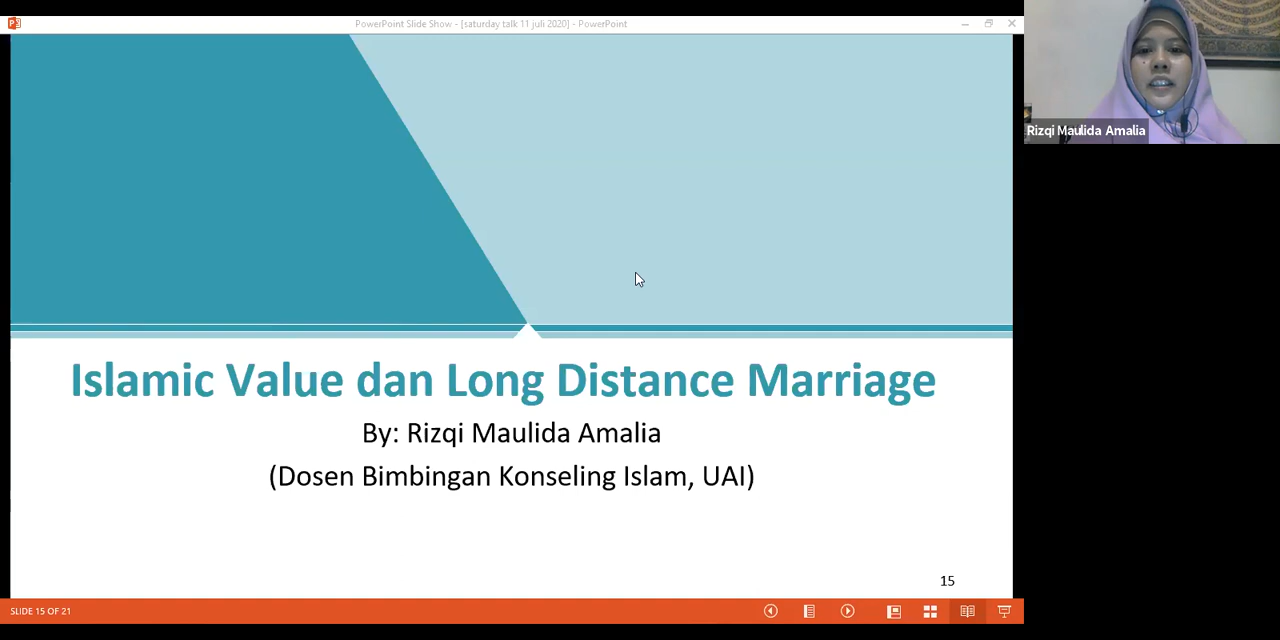 PowerPoint Slide Show - [saturday talk 11 juli 2020] - PowerPoint
Rizqi Maulida Amalia
Islamic Value dan Long Distance Marriage
By: Rizqi Maulida Amalia
(Dosen Bimbingan Konseling Islam, UAI)
15
SLIDE 15 OF 21